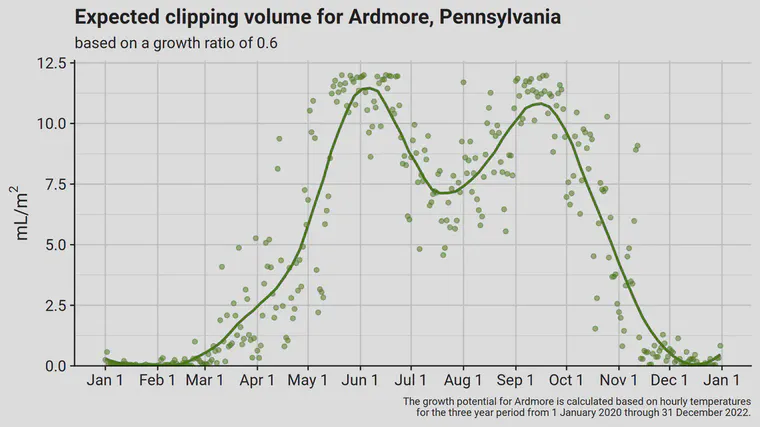 Expected clipping volume for Ardmore, Pennsylvania
based on a growth ratio of 0.6
12.5
10.0
7.5
5.0
2.5
0.0
mL/m²
Jan 1 Feb 1 Mar 1 Apr 1 May 1 Jun 1 Jul 1 Aug 1 Sep 1 Oct 1 Nov 1 Dec 1 Jan 1
The growth potential for Ardmore is calculated based on hourly temperatures
for the three year period from 1 January 2020 through 31 December 2022.